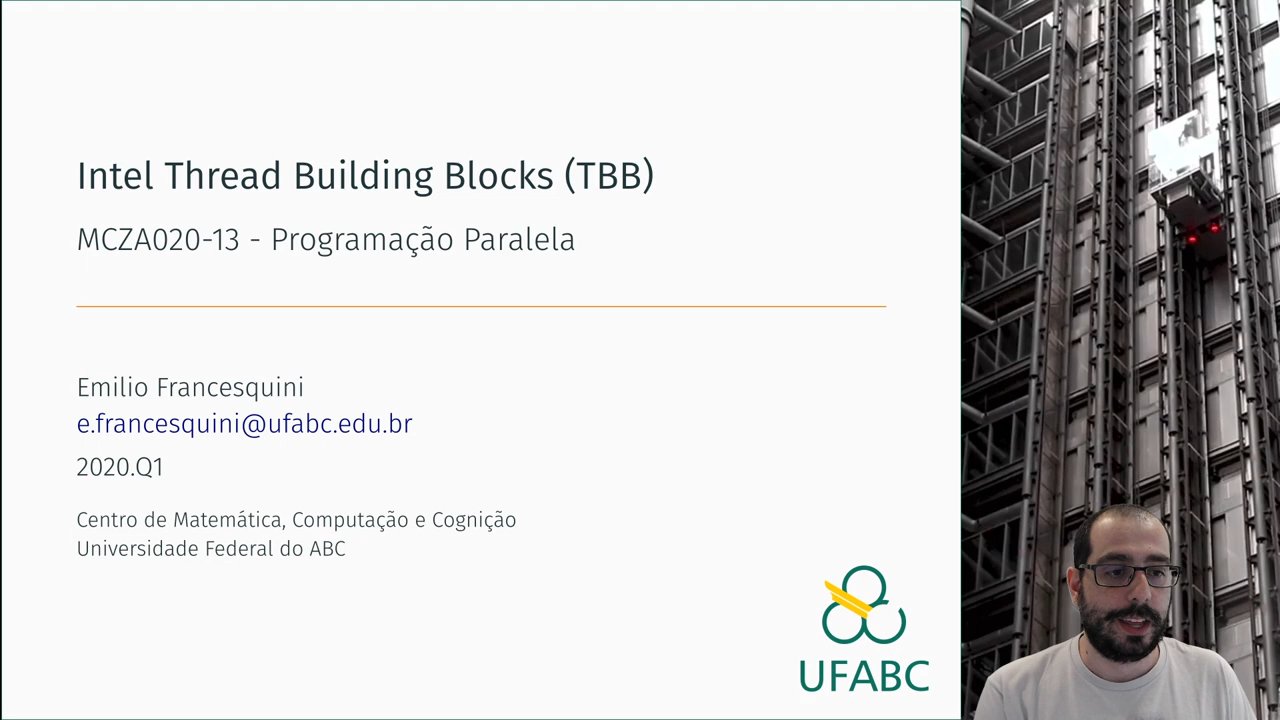 Intel Thread Building Blocks (TBB)
MCZA020-13 - Programação Paralela
Emilio Francesquini
e.francesquini@ufabc.edu.br
2020.Q1
Centro de Matemática, Computação e Cognição
Universidade Federal do ABC
UFABC